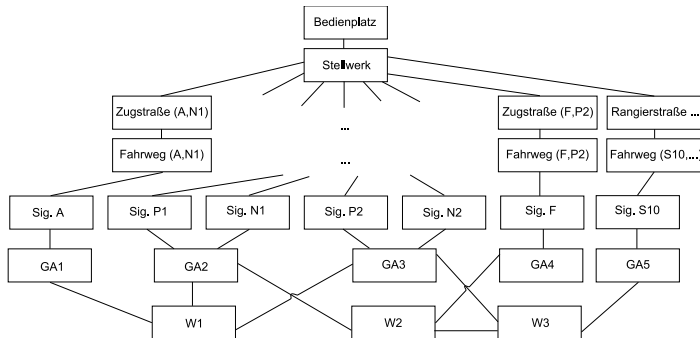 Bedienplatz
Stellwerk
Zugstraße (A,N1)
Zugstraße (F,P2)
Rangierstraße ...
...
Fahrweg (A,N1)
Fahrweg (F,P2)
Fahrweg (S10,...)
...
Sig. A
Sig. P1
Sig. N1
Sig. P2
Sig. N2
Sig. F
Sig. S10
GA1
GA2
GA3
GA4
GA5
W1
W2
W3